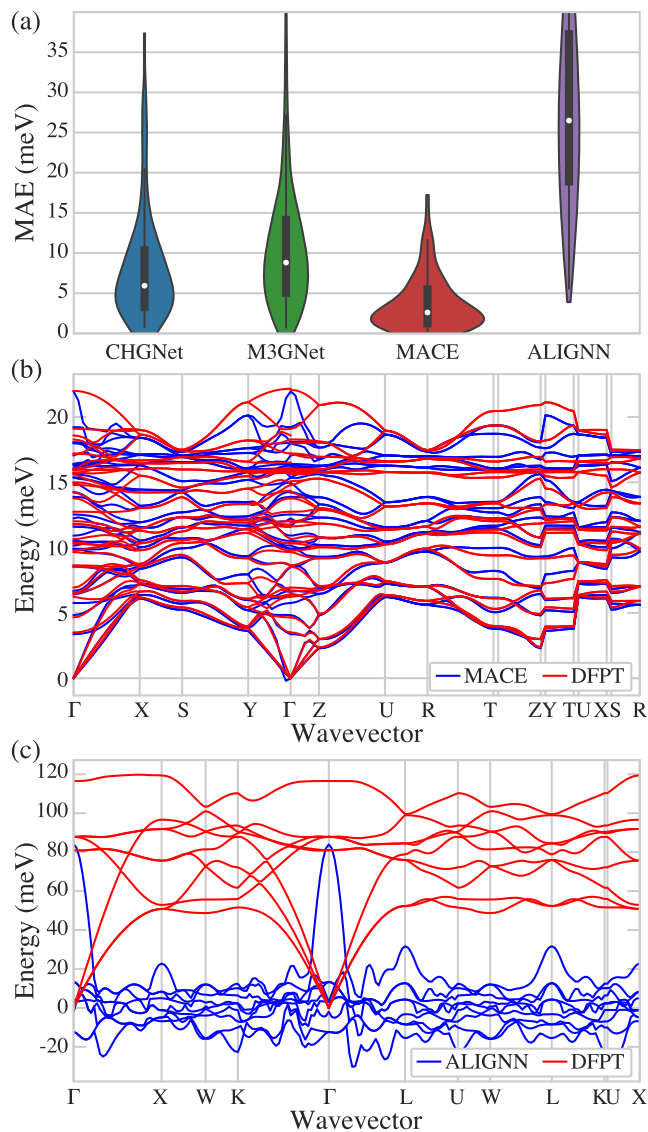 (a)
MAE (meV)
35
30
25
20
15
10
5
0
CHGNet M3GNet MACE ALIGNN
(b)
Energy (meV)
20
15
10
5
0
MACE DFPT
Γ X S Y Γ Z U R T ZY TUXS R
Wavevector
(c)
Energy (meV)
120
100
80
60
40
20
0
-20
ALIGNN DFPT
Γ X W K Γ L U W L KU X
Wavevector